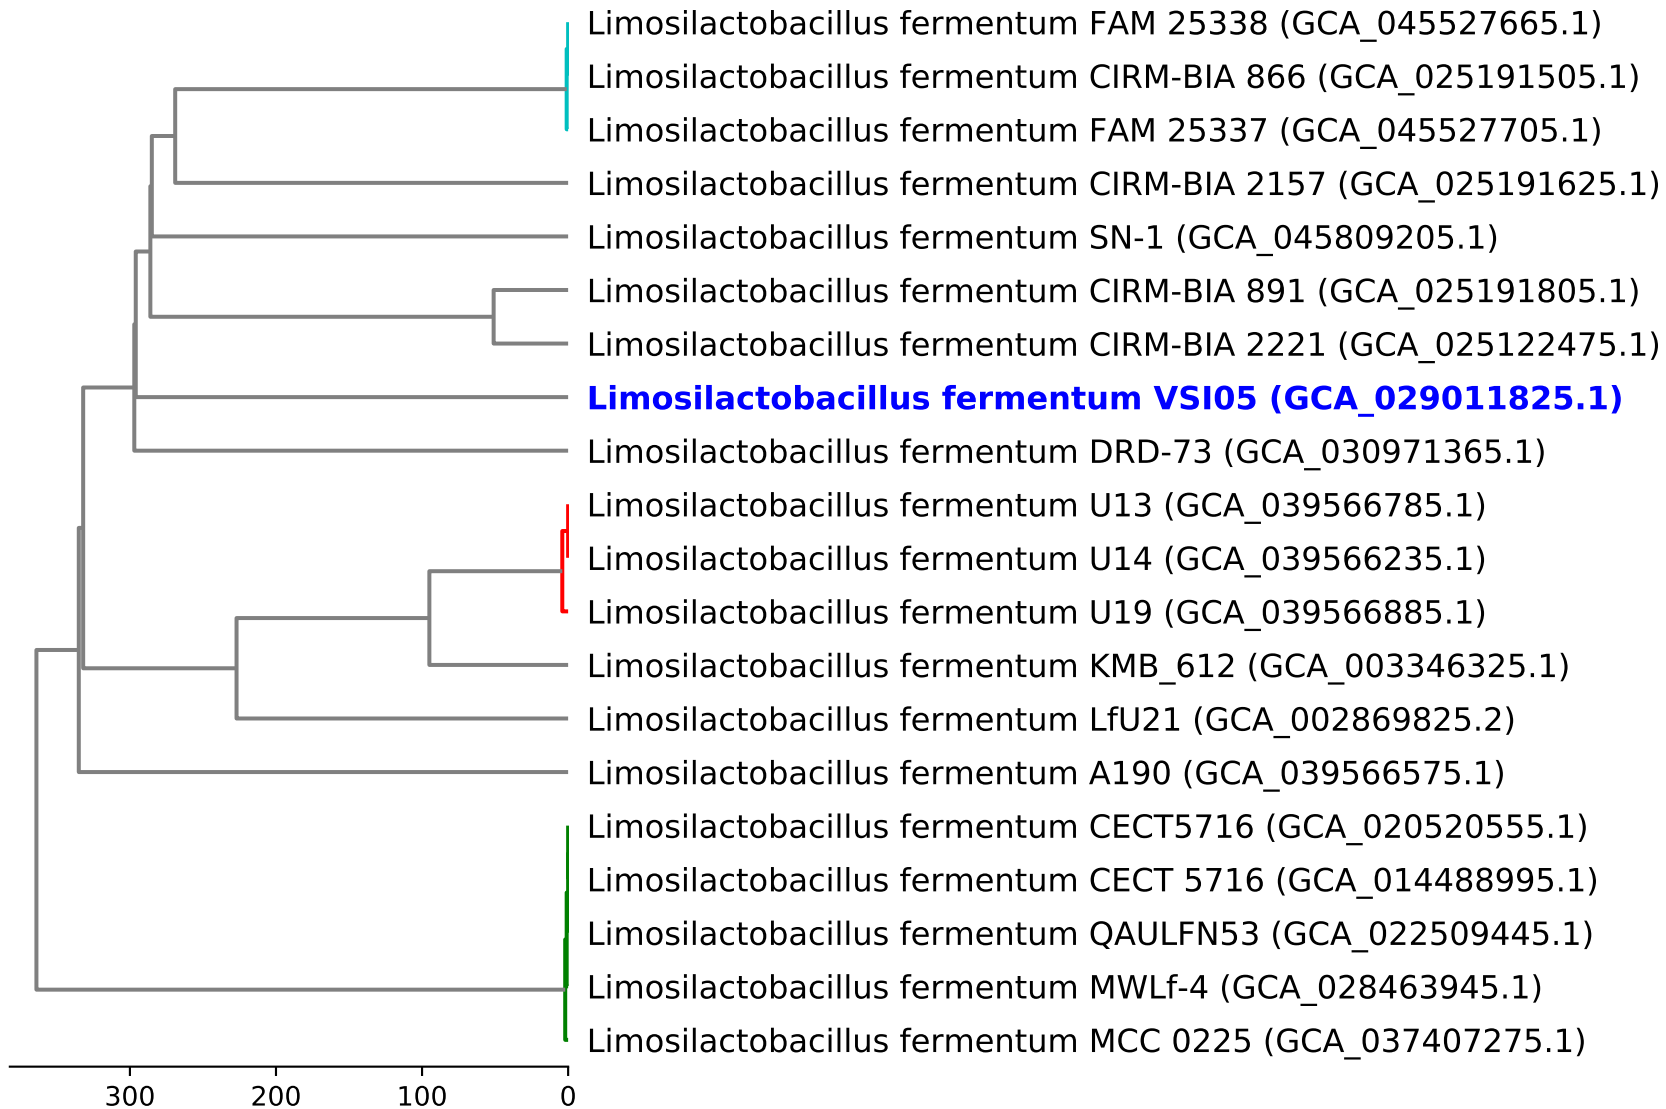 Limosilactobacillus fermentum FAM 25338 (GCA_045527665.1)
Limosilactobacillus fermentum CIRM-BIA 866 (GCA_025191505.1)
Limosilactobacillus fermentum FAM 25337 (GCA_045527705.1)
Limosilactobacillus fermentum CIRM-BIA 2157 (GCA_025191625.1)
Limosilactobacillus fermentum SN-1 (GCA_045809205.1)
Limosilactobacillus fermentum CIRM-BIA 891 (GCA_025191805.1)
Limosilactobacillus fermentum CIRM-BIA 2221 (GCA_025122475.1)
Limosilactobacillus fermentum VSI05 (GCA_029011825.1)
Limosilactobacillus fermentum DRD-73 (GCA_030971365.1)
Limosilactobacillus fermentum U13 (GCA_039566785.1)
Limosilactobacillus fermentum U14 (GCA_039566235.1)
Limosilactobacillus fermentum U19 (GCA_039566885.1)
Limosilactobacillus fermentum KMB_612 (GCA_003346325.1)
Limosilactobacillus fermentum LfU21 (GCA_002869825.2)
Limosilactobacillus fermentum A190 (GCA_039566575.1)
Limosilactobacillus fermentum CECT5716 (GCA_020520555.1)
Limosilactobacillus fermentum CECT 5716 (GCA_014488995.1)
Limosilactobacillus fermentum QAULFN53 (GCA_022509445.1)
Limosilactobacillus fermentum MWLf-4 (GCA_028463945.1)
Limosilactobacillus fermentum MCC 0225 (GCA_037407275.1)
300 200 100 0